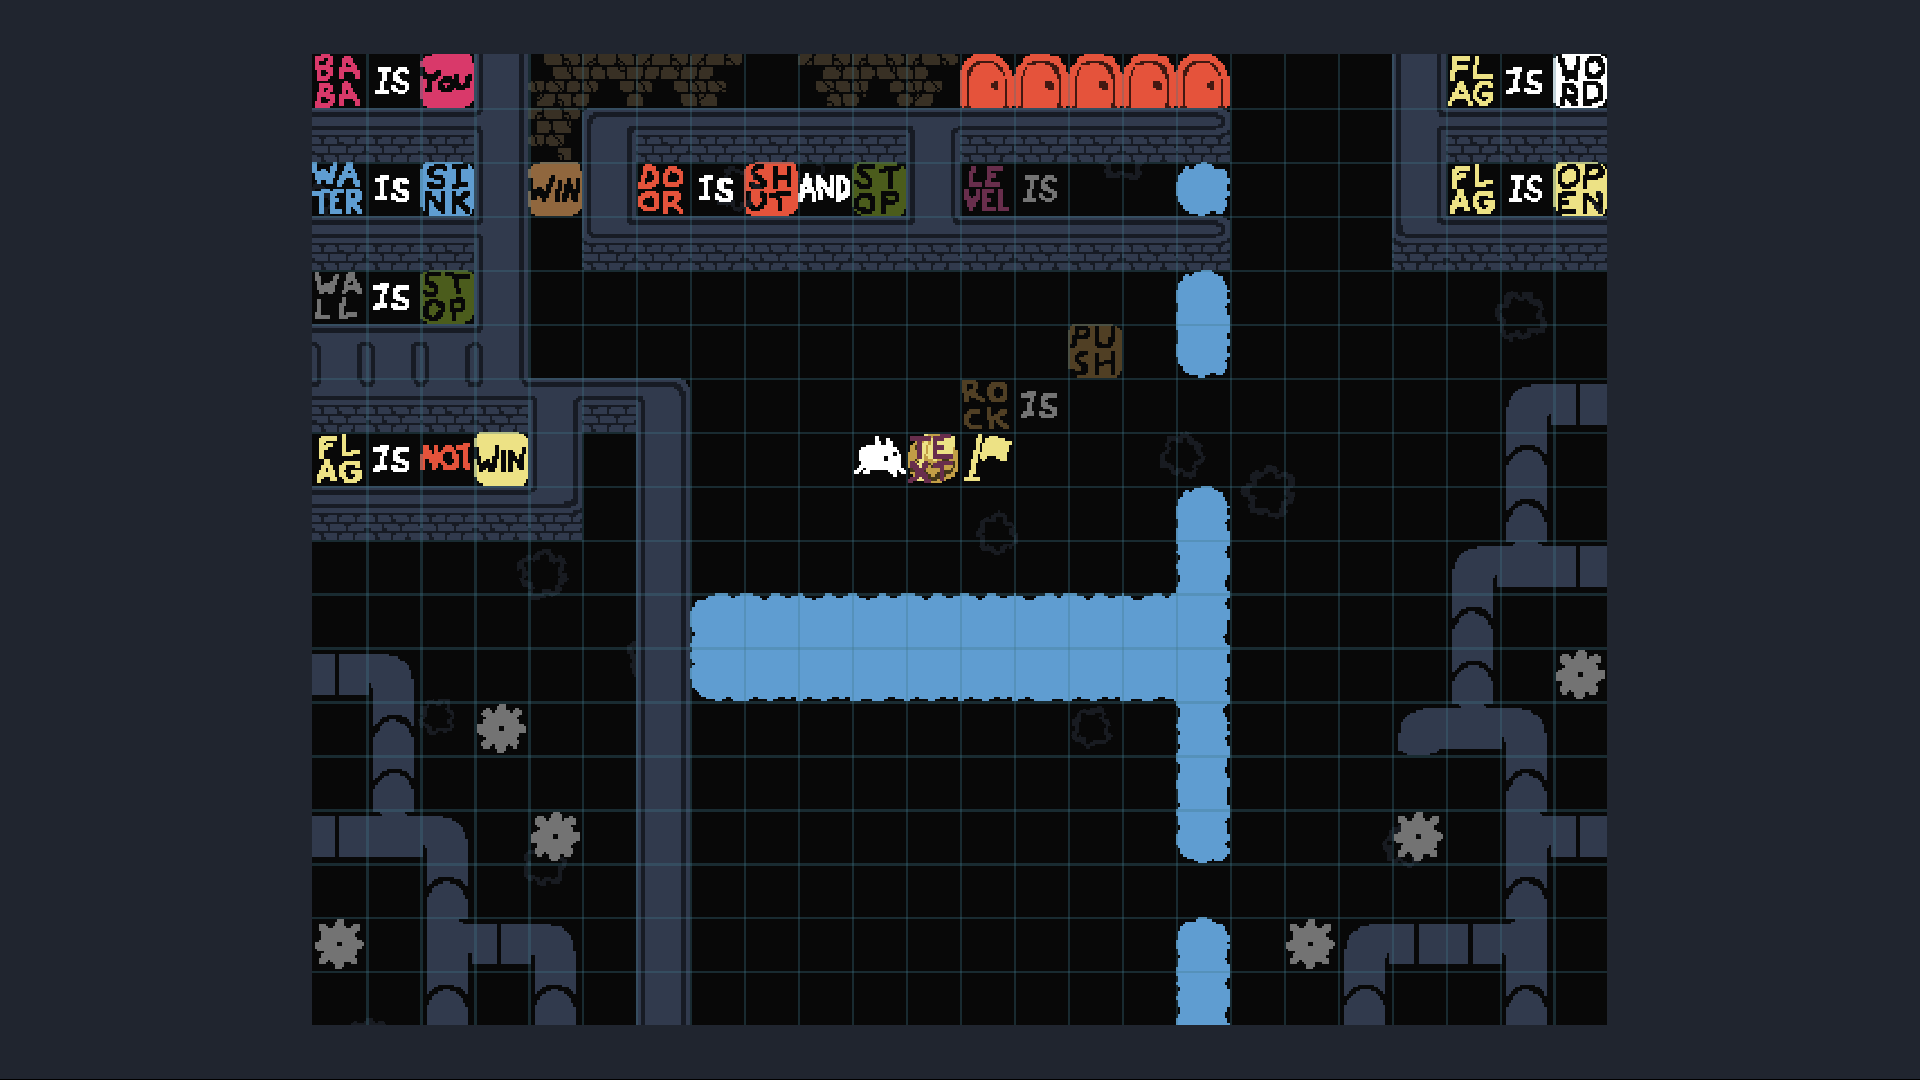 BABA IS YOU
FLAG IS WORD
WATER IS SINK
WIN
DOOR IS SHUT AND STOP
LEVEL IS
FLAG IS OPEN
WALL IS STOP
PUSH
ROCK IS
FLAG IS NOT WIN
TEXT